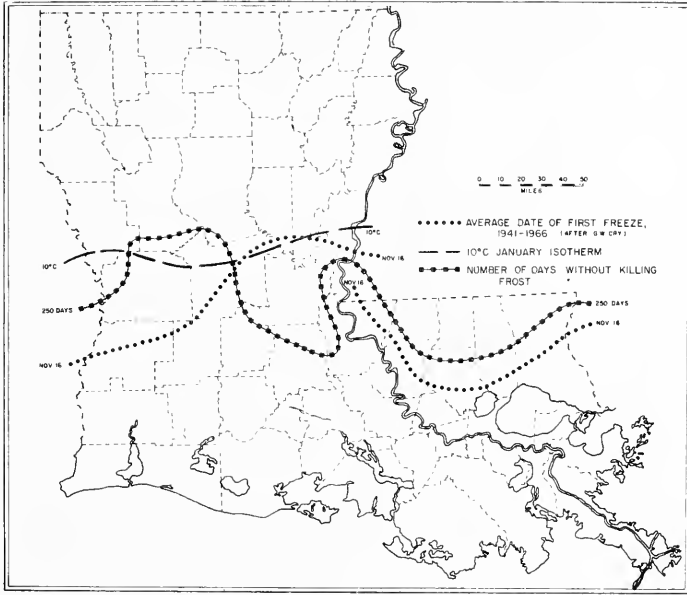 0 10 20 30 40 50
MILES
AVERAGE DATE OF FIRST FREEZE,
1941-1966 (AFTER G W CRY)
10°C JANUARY ISOTHERM
NUMBER OF DAYS WITHOUT KILLING
FROST
10°C
10°C
NOV 16
NOV 16
250 DAYS
250 DAYS
NOV 16
NOV 16